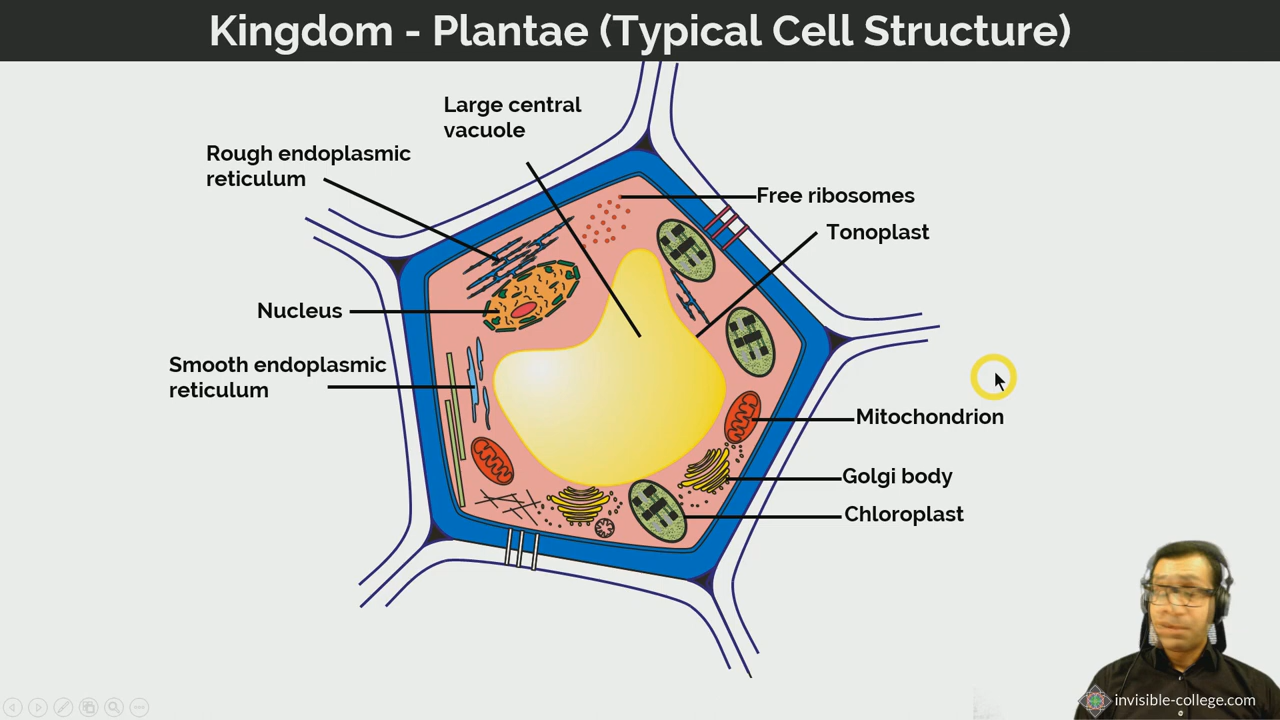 Kingdom - Plantae (Typical Cell Structure)
Large central
vacuole
Rough endoplasmic
reticulum
Free ribosomes
Tonoplast
Nucleus
Smooth endoplasmic
reticulum
Mitochondrion
Golgi body
Chloroplast
invisible-college.com